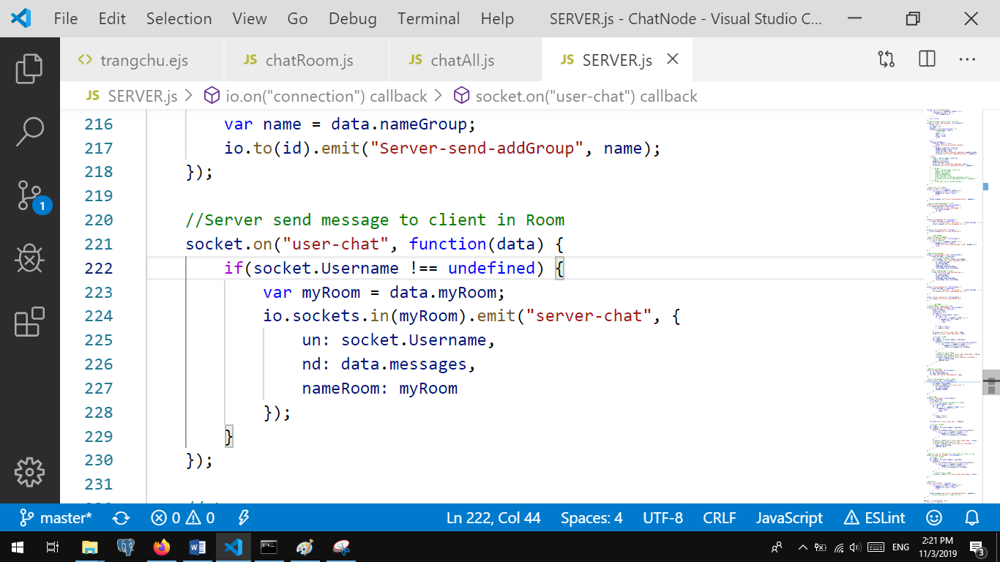 File Edit Selection View Go Debug Terminal Help SERVER.js - ChatNode - Visual Studio C...
<> trangchu.ejs JS chatRoom.js JS chatAll.js JS SERVER.js
JS SERVER.js > io.on("connection") callback > socket.on("user-chat") callback
216 var name = data.nameGroup;
217 io.to(id).emit("Server-send-addGroup", name);
218 });
219
220 //Server send message to client in Room
221 socket.on("user-chat", function(data) {
222 if(socket.Username !== undefined) {
223 var myRoom = data.myRoom;
224 io.sockets.in(myRoom).emit("server-chat", {
225 un: socket.Username,
226 nd: data.messages,
227 nameRoom: myRoom
228 });
229 }
230 });
231
1
master* 0 0 Ln 222, Col 44 Spaces: 4 UTF-8 CRLF JavaScript ESLint
ENG 2:21 PM
11/3/2019 3